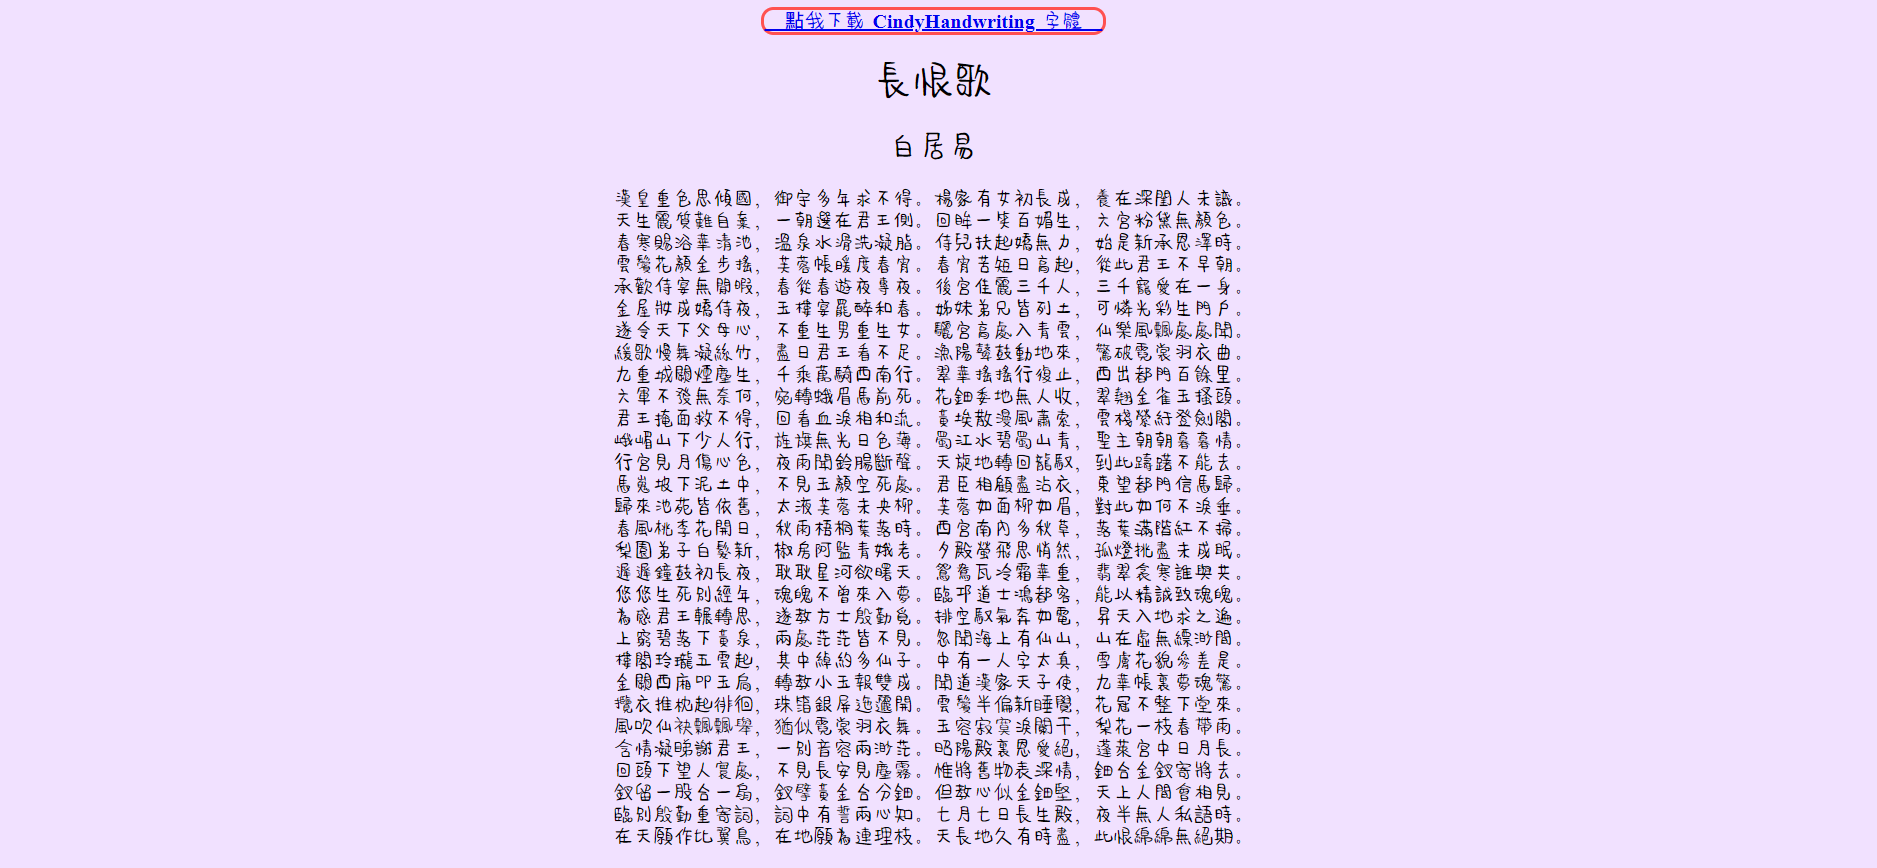 點我下載 CindyHandwriting 字體
長恨歌
白居易
漢皇重色思傾國，御宇多年求不得。楊家有女初長成，養在深閨人未識。
天生麗質難自棄，一朝選在君王側。回眸一笑百媚生，六宮粉黛無顏色。
春寒賜浴華清池，溫泉水滑洗凝脂。侍兒扶起嬌無力，始是新承恩澤時。
雲鬢花顏金步搖，芙蓉帳暖度春宵。春宵苦短日高起，從此君王不早朝。
承歡侍宴無閒暇，春從春遊夜專夜。後宮佳麗三千人，三千寵愛在一身。
金屋妝成嬌侍夜，玉樓宴罷醉和春。姊妹弟兄皆列土，可憐光彩生門戶。
遂令天下父母心，不重生男重生女。驪宮高處入青雲，仙樂風飄處處聞。
緩歌慢舞凝絲竹，盡日君王看不足。漁陽鼙鼓動地來，驚破霓裳羽衣曲。
九重城闕煙塵生，千乘萬騎西南行。翠華搖搖行復止，西出都門百餘里。
六軍不發無奈何，宛轉蛾眉馬前死。花鈿委地無人收，翠翹金雀玉搔頭。
君王掩面救不得，回看血淚相和流。黃埃散漫風蕭索，雲棧縈紆登劍閣。
峨嵋山下少人行，旌旗無光日色薄。蜀江水碧蜀山青，聖主朝朝暮暮情。
行宮見月傷心色，夜雨聞鈴腸斷聲。天旋地轉迴龍馭，到此躊躇不能去。
馬嵬坡下泥土中，不見玉顏空死處。君臣相顧盡沾衣，東望都門信馬歸。
歸來池苑皆依舊，太液芙蓉未央柳。芙蓉如面柳如眉，對此如何不淚垂。
春風桃李花開日，秋雨梧桐葉落時。西宮南內多秋草，落葉滿階紅不掃。
梨園弟子白髮新，椒房阿監青娥老。夕殿螢飛思悄然，孤燈挑盡未成眠。
遲遲鐘鼓初長夜，耿耿星河欲曙天。鴛鴦瓦冷霜華重，翡翠衾寒誰與共。
悠悠生死別經年，魂魄不曾來入夢。臨邛道士鴻都客，能以精誠致魂魄。
為感君王輾轉思，遂教方士殷勤覓。排空馭氣奔如電，昇天入地求之遍。
上窮碧落下黃泉，兩處茫茫皆不見。忽聞海上有仙山，山在虛無縹渺間。
樓閣玲瓏五雲起，其中綽約多仙子。中有一人字太真，雪膚花貌參差是。
金闕西廂叩玉扃，轉教小玉報雙成。聞道漢家天子使，九華帳裏夢魂驚。
攬衣推枕起徘徊，珠箔銀屏迤邐開。雲鬢半偏新睡覺，花冠不整下堂來。
風吹仙袂飄飄舉，猶似霓裳羽衣舞。玉容寂寞淚闌干，梨花一枝春帶雨。
含情凝睇謝君王，一別音容兩渺茫。昭陽殿裏恩愛絕，蓬萊宮中日月長。
回頭下望人寰處，不見長安見塵霧。惟將舊物表深情，鈿合金釵寄將去。
釵留一股合一扇，釵擘黃金合分鈿。但教心似金鈿堅，天上人間會相見。
臨別殷勤重寄詞，詞中有誓兩心知。七月七日長生殿，夜半無人私語時。
在天願作比翼鳥，在地願為連理枝。天長地久有時盡，此恨綿綿無絕期。